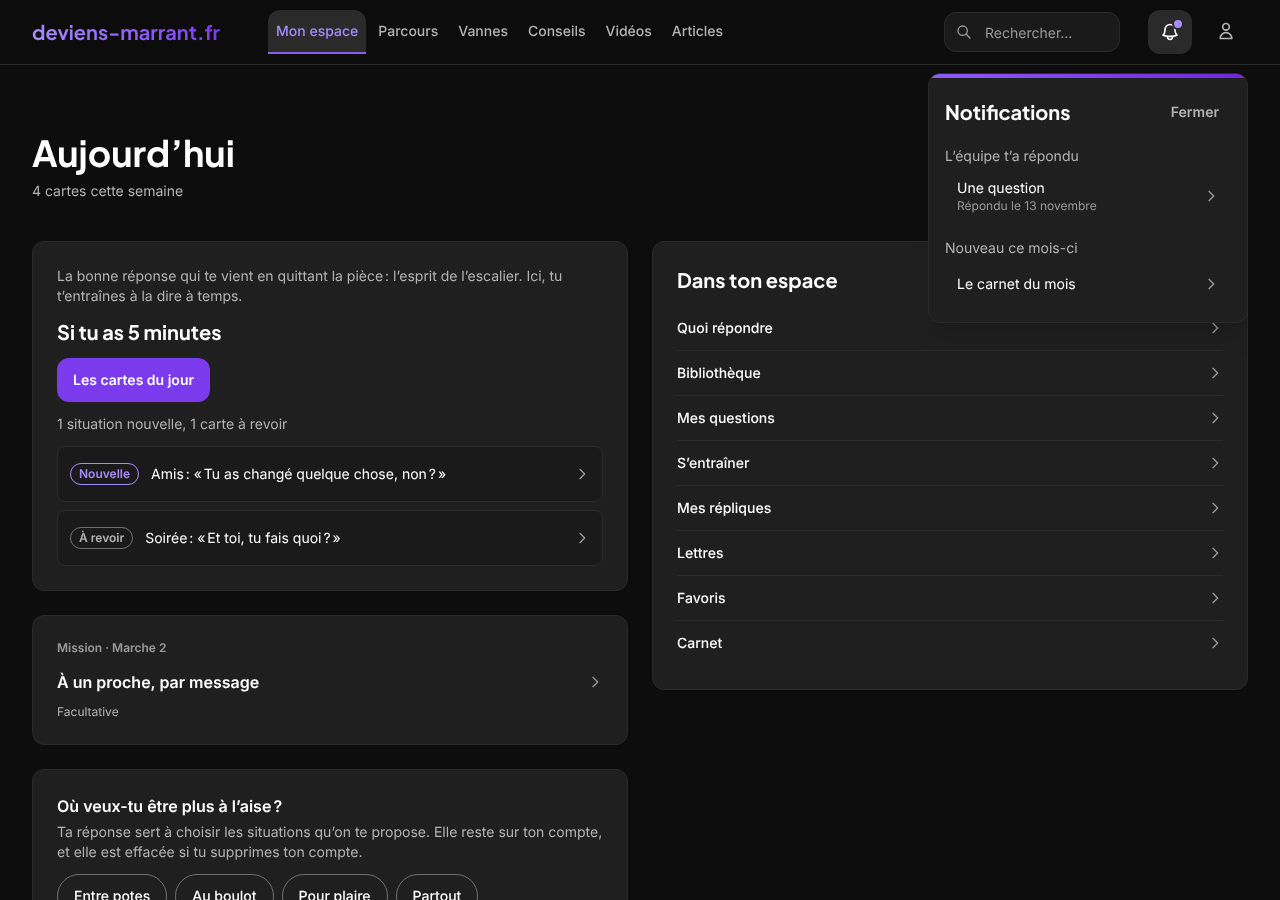 deviens-marrant.fr
Mon espace
Parcours
Vannes
Conseils
Vidéos
Articles
Rechercher...
Notifications
Fermer
L’équipe t’a répondu
Une question
Répondu le 13 novembre
Nouveau ce mois-ci
Le carnet du mois
Aujourd’hui
4 cartes cette semaine
La bonne réponse qui te vient en quittant la pièce : l’esprit de l’escalier. Ici, tu
t’entraînes à la dire à temps.
Si tu as 5 minutes
Les cartes du jour
1 situation nouvelle, 1 carte à revoir
Nouvelle
Amis : « Tu as changé quelque chose, non ? »
À revoir
Soirée : « Et toi, tu fais quoi ? »
Mission · Marche 2
À un proche, par message
Facultative
Où veux-tu être plus à l’aise ?
Ta réponse sert à choisir les situations qu’on te propose. Elle reste sur ton compte,
et elle est effacée si tu supprimes ton compte.
Entre potes
Au boulot
Pour plaire
Partout
Dans ton espace
Quoi répondre
Bibliothèque
Mes questions
S’entraîner
Mes répliques
Lettres
Favoris
Carnet